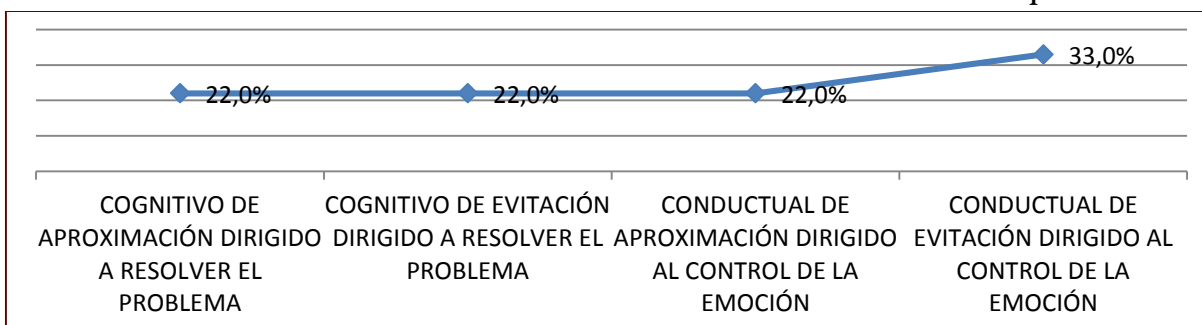 33,0%
22,0%
22,0%
22,0%
COGNITIVO DE
APROXIMACIÓN DIRIGIDO
A RESOLVER EL
PROBLEMA
COGNITIVO DE EVITACIÓN
DIRIGIDO A RESOLVER EL
PROBLEMA
CONDUCTUAL DE
APROXIMACIÓN DIRIGIDO
AL CONTROL DE LA
EMOCIÓN
CONDUCTUAL DE
EVITACIÓN DIRIGIDO AL
CONTROL DE LA
EMOCIÓN